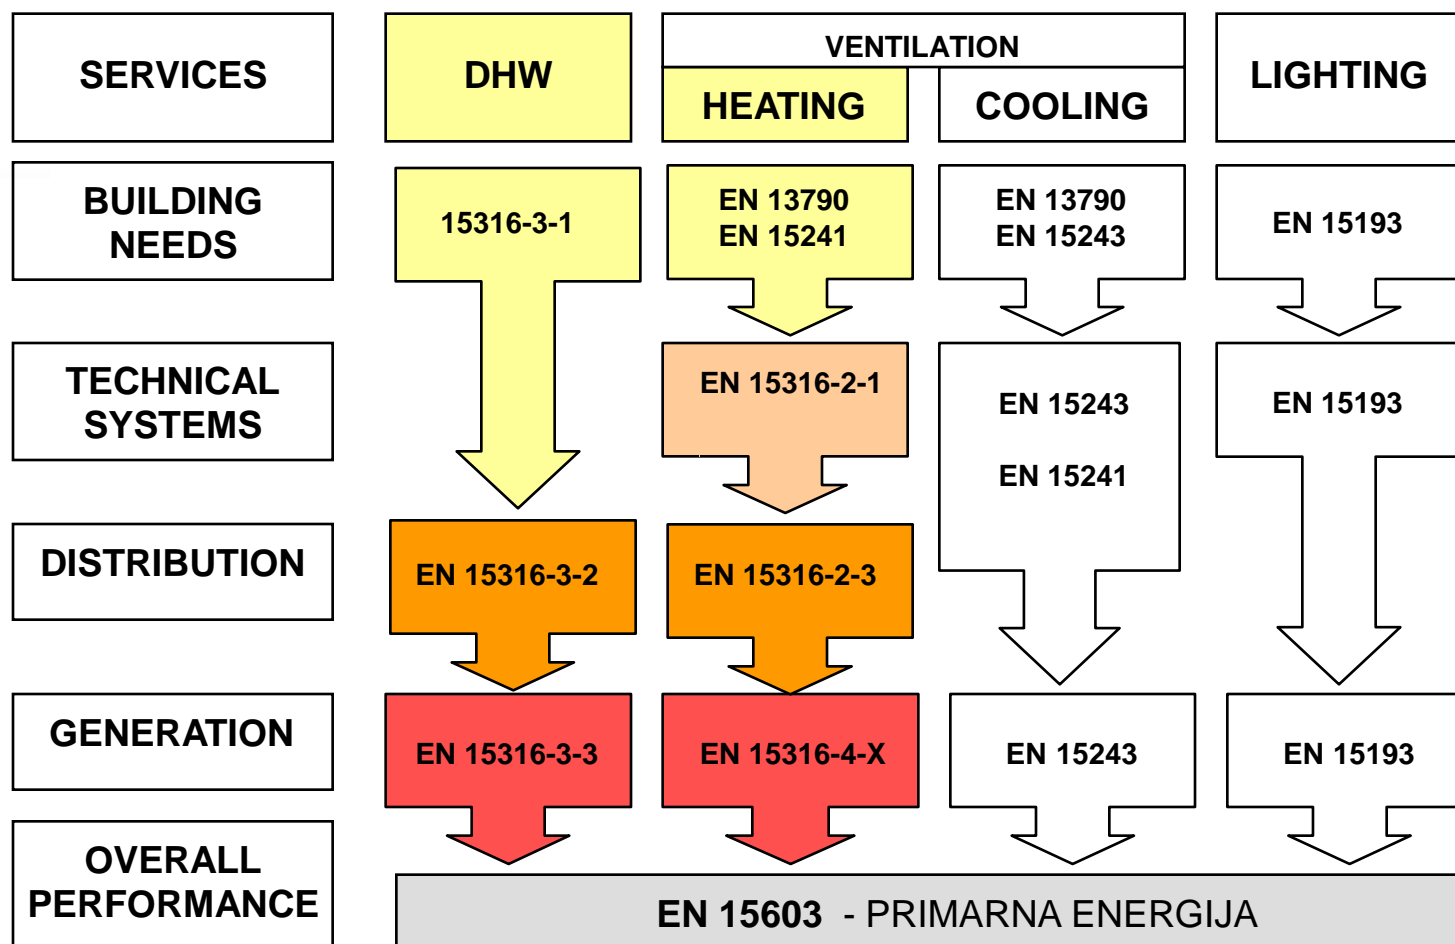 SERVICES
DHW
VENTILATION
HEATING
COOLING
LIGHTING
BUILDING
NEEDS
15316-3-1
EN 13790
EN 15241
EN 13790
EN 15243
EN 15193
TECHNICAL
SYSTEMS
EN 15316-2-1
EN 15243
EN 15241
EN 15193
DISTRIBUTION
EN 15316-3-2
EN 15316-2-3
GENERATION
EN 15316-3-3
EN 15316-4-X
EN 15243
EN 15193
OVERALL
PERFORMANCE
EN 15603 - PRIMARNA ENERGIJA